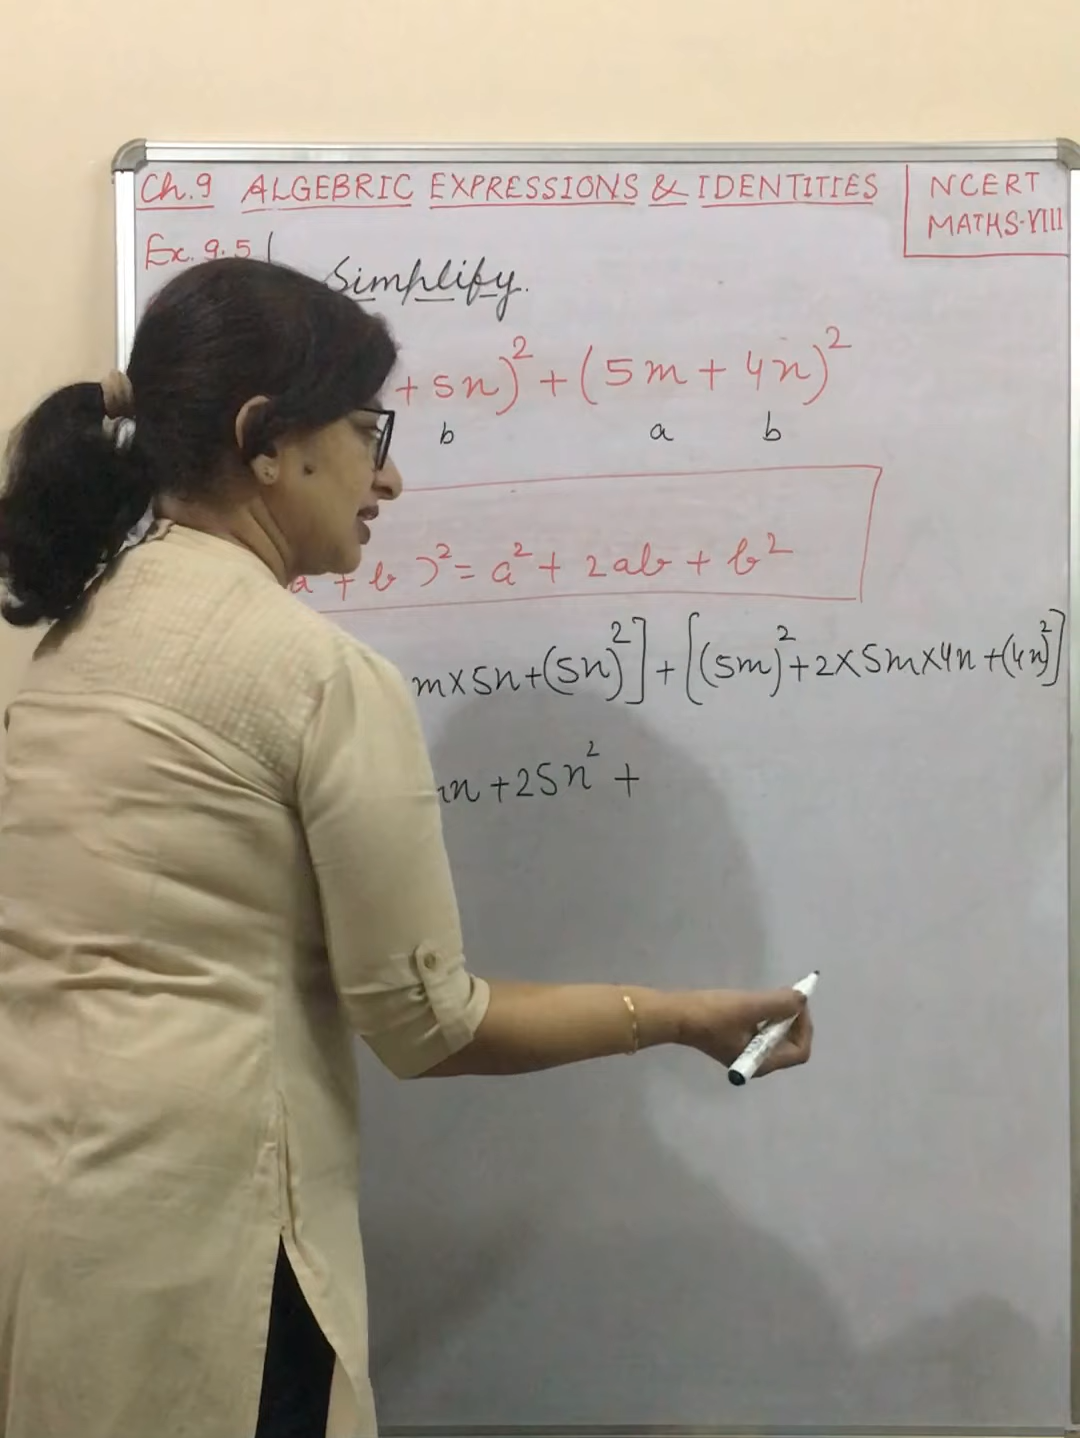 Ch.9 ALGEBRIC EXPRESSIONS & IDENTITIES
NCERT
MATHS-VIII
Ex. 9.5
Simplify.
+ 5n)² + (5m + 4n)²
b a b
a + b)² = a² + 2ab + b²
m×5n+(5n)²] + [(5m)²+2×5m×4n+(4n)²]
n +25n² +